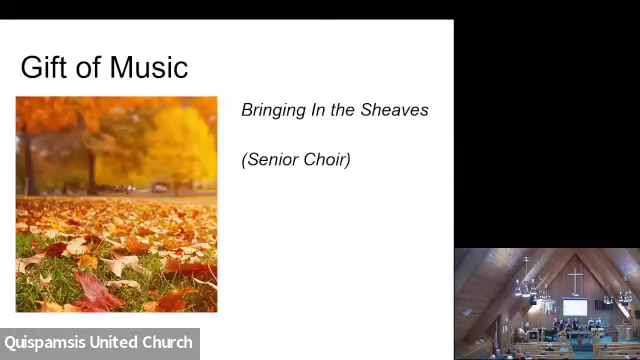 Gift of Music
Bringing In the Sheaves
(Senior Choir)
Quispamsis United Church